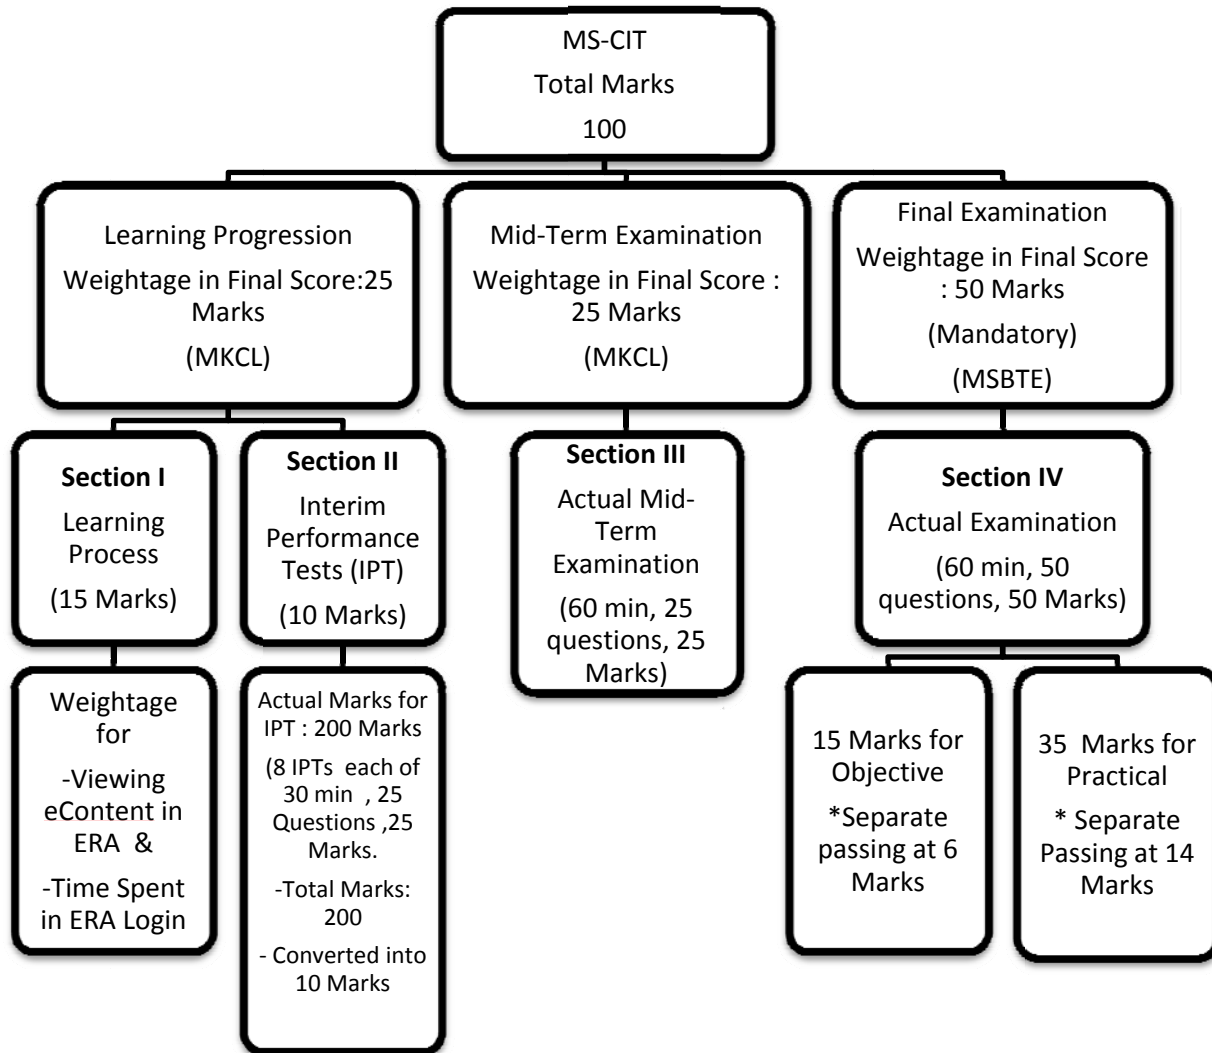 MS-CIT
Total Marks
100
Learning Progression
Weightage in Final Score:25
Marks
(MKCL)
Mid-Term Examination
Weightage in Final Score :
25 Marks
(MKCL)
Final Examination
Weightage in Final Score
: 50 Marks
(Mandatory)
(MSBTE)
Section I
Learning
Process
(15 Marks)
Section II
Interim
Performance
Tests (IPT)
(10 Marks)
Section III
Actual Mid-
Term
Examination
(60 min, 25
questions, 25
Marks)
Section IV
Actual Examination
(60 min, 50
questions, 50 Marks)
Weightage
for
-Viewing
eContent in
ERA &
-Time Spent
in ERA Login
Actual Marks for
IPT : 200 Marks
(8 IPTs each of
30 min , 25
Questions ,25
Marks.
-Total Marks:
200
- Converted into
10 Marks
15 Marks for
Objective
*Separate
passing at 6
Marks
35 Marks for
Practical
* Separate
Passing at 14
Marks